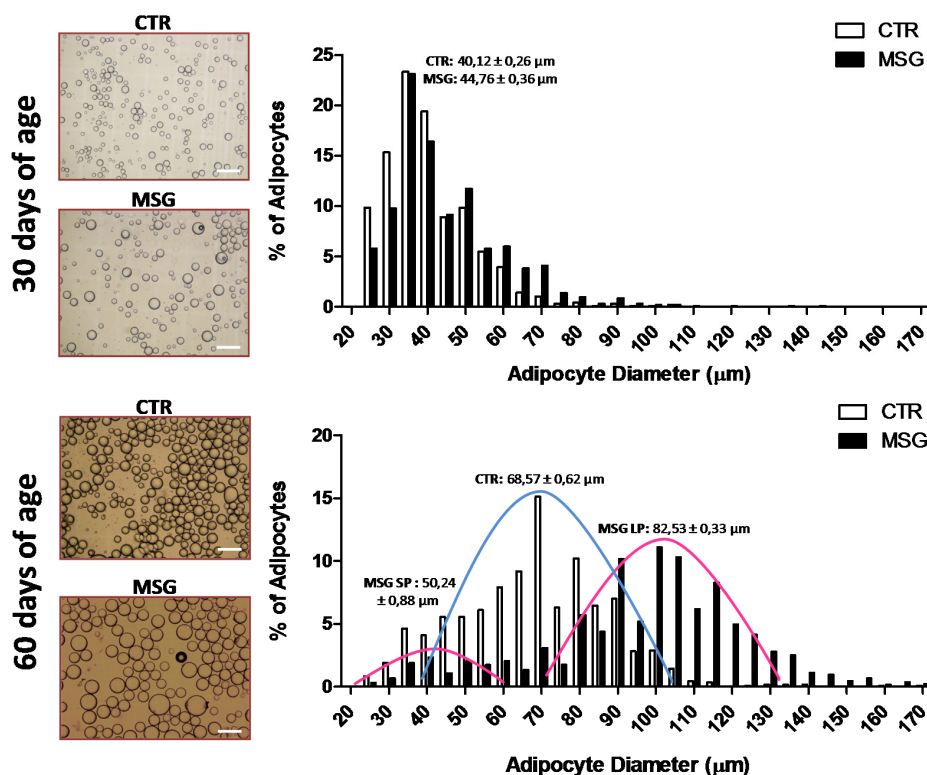 CTR
30 days of age
MSG
CTR
MSG
% of Adipocytes
25
20
15
10
5
0
CTR: 40,12 ± 0,26 µm
MSG: 44,76 ± 0,36 µm
20 30 40 50 60 70 80 90 100 110 120 130 140 150 160 170
Adipocyte Diameter (µm)
60 days of age
CTR
MSG
CTR
MSG
% of Adipocytes
20
15
10
5
0
CTR: 68,57 ± 0,62 µm
MSG LP: 82,53 ± 0,33 µm
MSG SP : 50,24
± 0,88 µm
20 30 40 50 60 70 80 90 100 110 120 130 140 150 160 170
Adipocyte Diameter (µm)